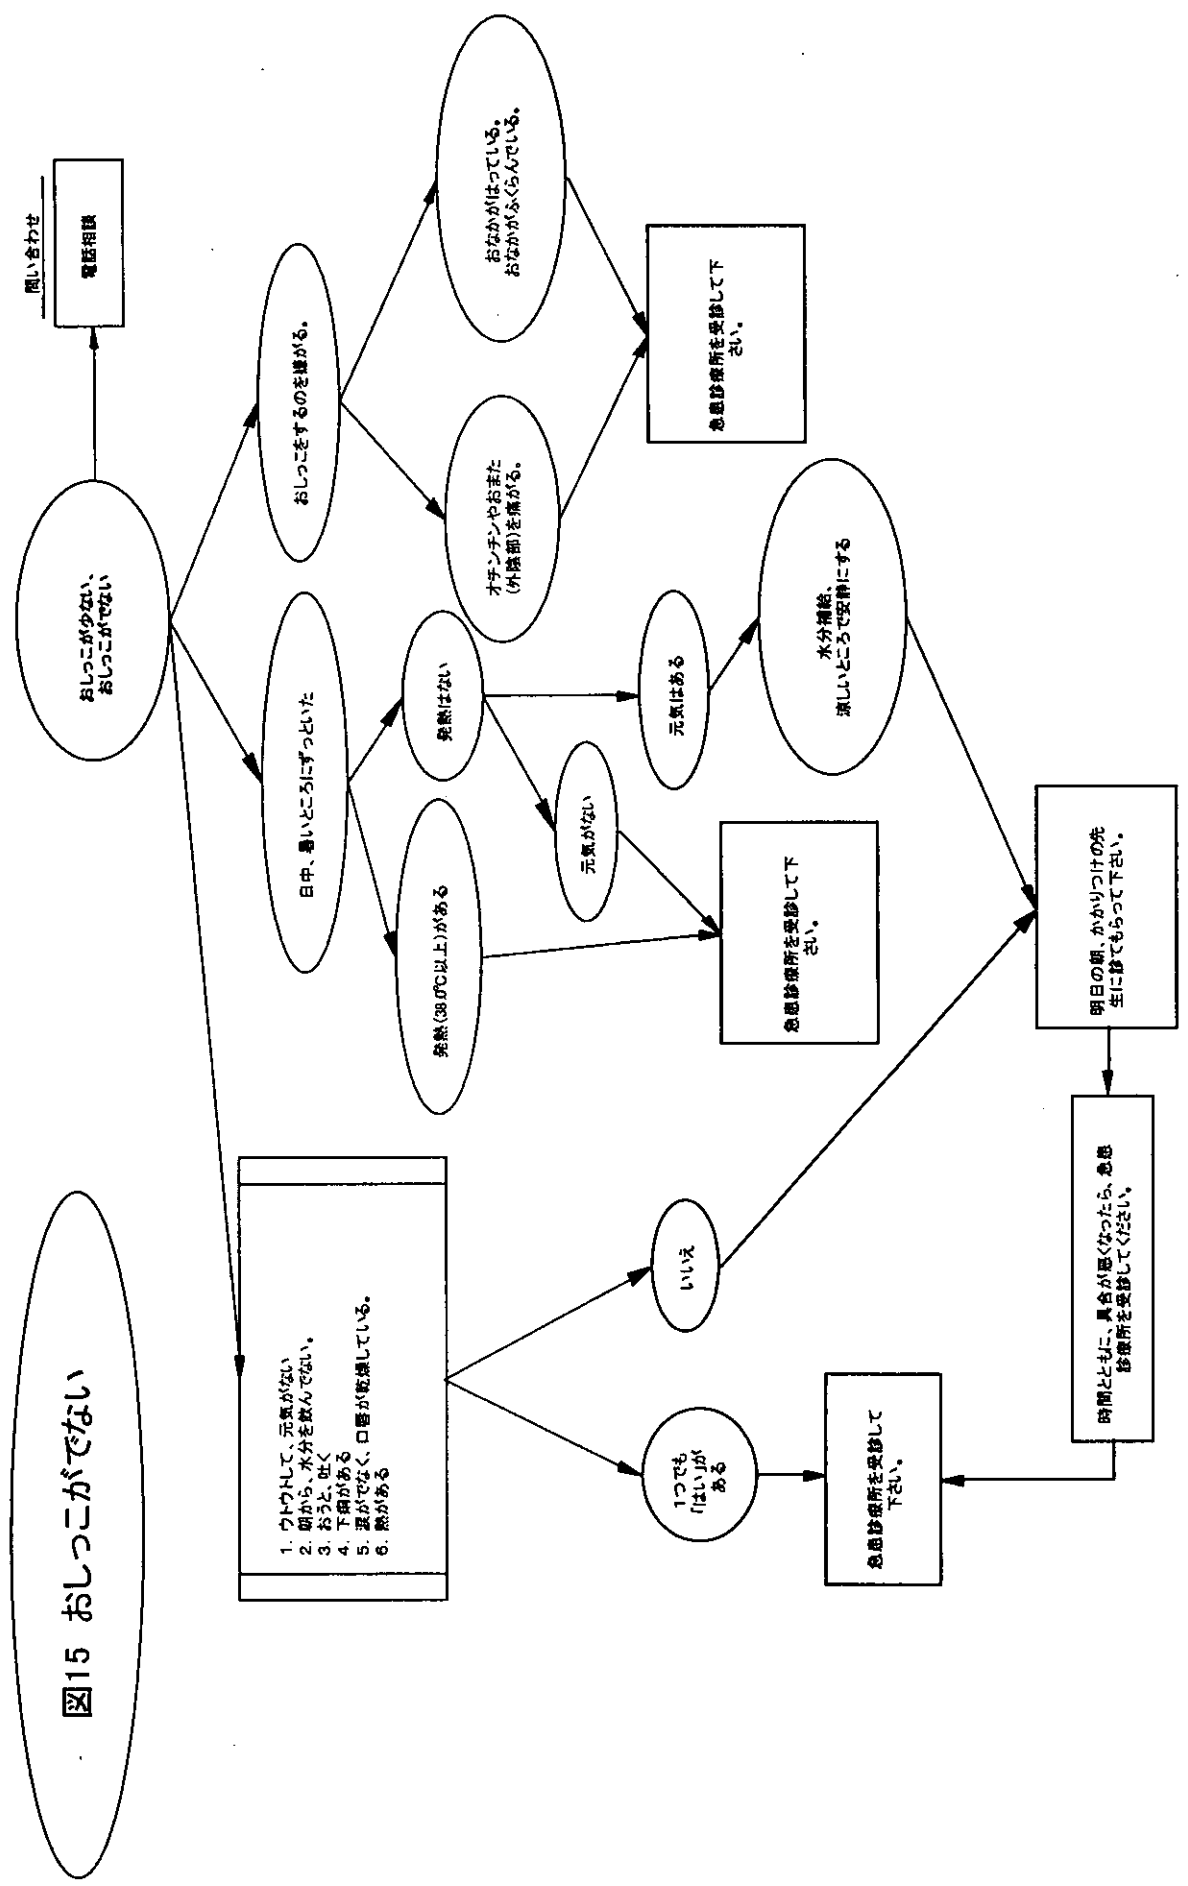 図15 おしっこがでない
おしっこが少ない、
おしっこがでない
問い合わせ
電話相談
1. ウトウトして、元気がない
2. 朝から、水分を飲んでない。
3. おうと、吐く
4. 下痢がある
5. 涙がでなく、口唇が乾燥している。
6. 熱がある
日中、暑いところにずっといた
おしっこをするのを嫌がる。
発熱(38.0℃以上)がある
発熱はない
オチンチンやおまた
(外陰部)を痛がる。
おなかがはっている。
おなかがふくらんでいる。
元気がない
元気はある
急患診療所を受診して下
さい。
1つでも
「はい」が
ある
いいえ
急患診療所を受診して下
さい。
水分補給、
涼しいところで安静にする
急患診療所を受診して
下さい。
時間とともに、具合が悪くなったら、急患
診療所を受診してください。
明日の朝、かかりつけの先
生に診てもらって下さい。